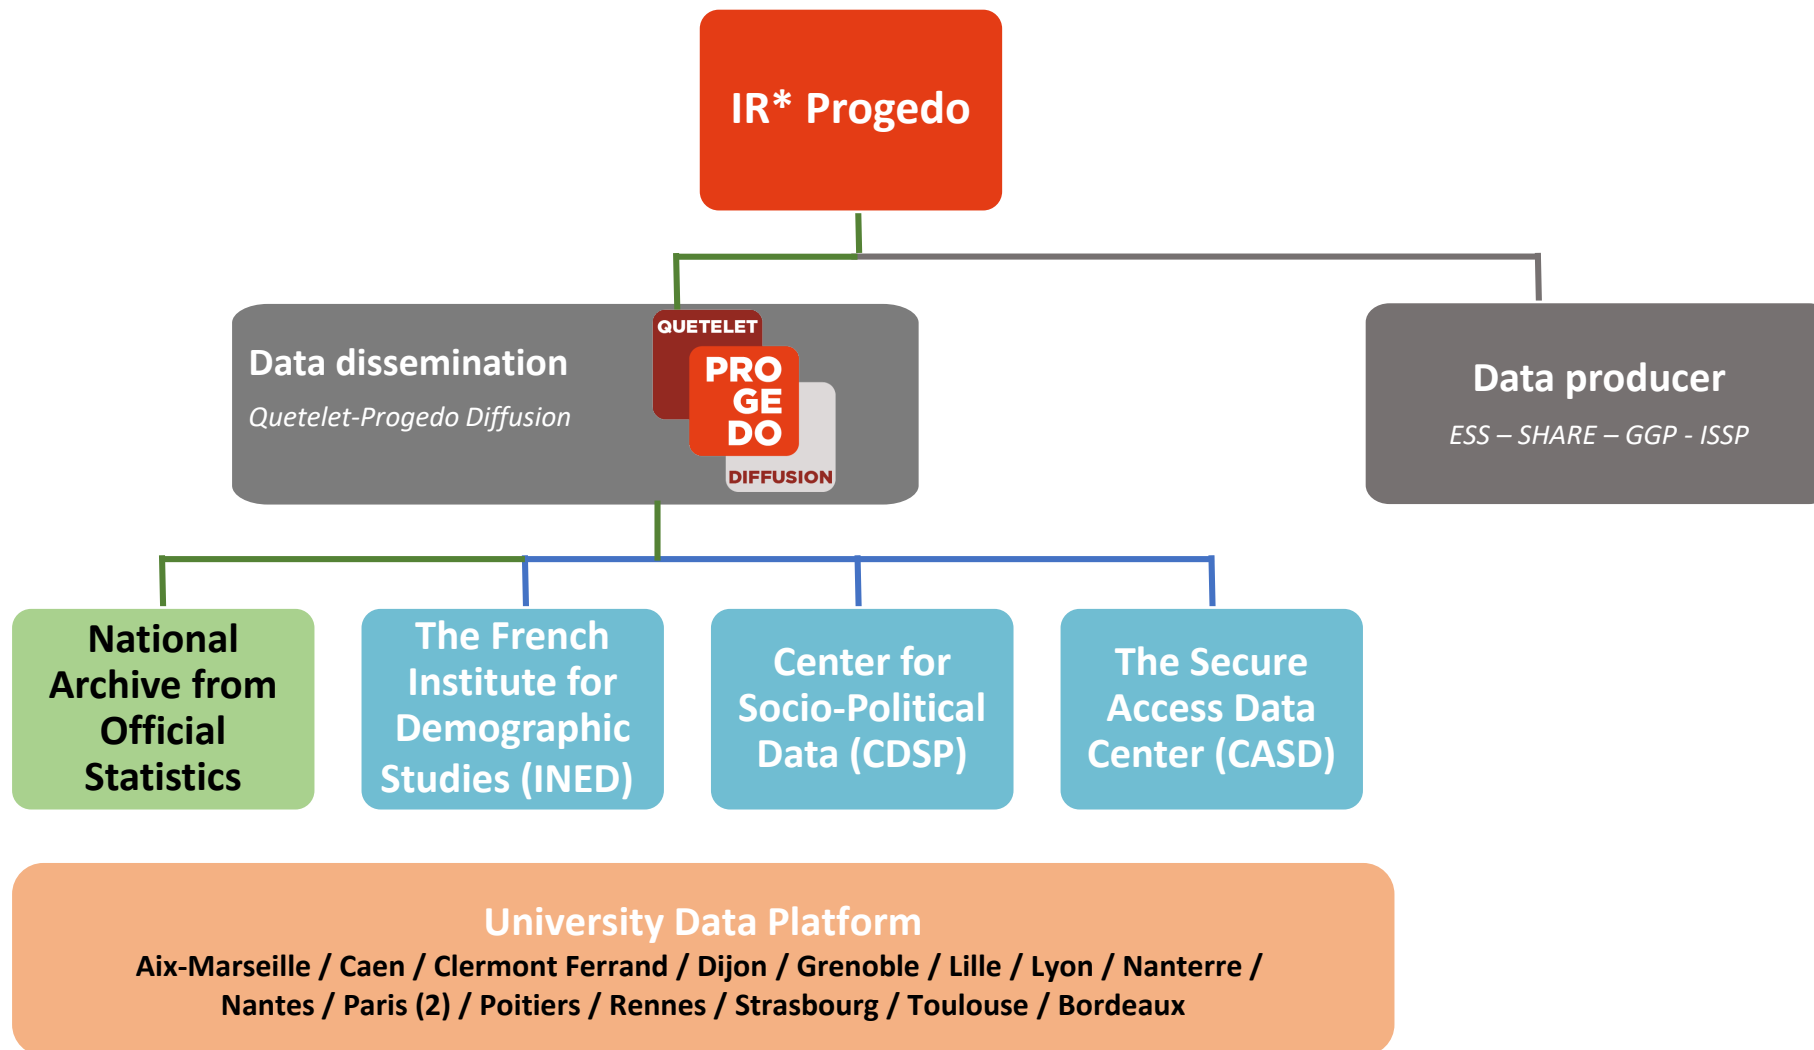 IR* Progedo
Data dissemination
Quetelet-Progedo Diffusion
QUETELET
PRO
GE
DO
DIFFUSION
Data producer
ESS – SHARE – GGP - ISSP
National
Archive from
Official
Statistics
The French
Institute for
Demographic
Studies (INED)
Center for
Socio-Political
Data (CDSP)
The Secure
Access Data
Center (CASD)
University Data Platform
Aix-Marseille / Caen / Clermont Ferrand / Dijon / Grenoble / Lille / Lyon / Nanterre /
Nantes / Paris (2) / Poitiers / Rennes / Strasbourg / Toulouse / Bordeaux